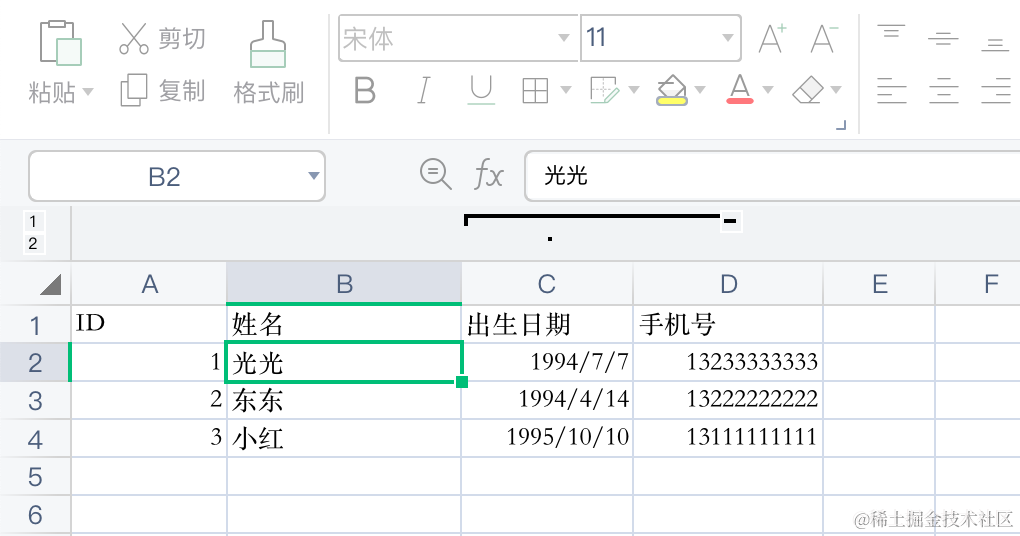 剪切
宋体
11
A+
A-
粘贴
复制
格式刷
B I U A
B2
fx
光光
1
2
A B C D E F
1 ID 姓名 出生日期 手机号
2 1 光光 1994/7/7 13233333333
3 2 东东 1994/4/14 13222222222
4 3 小红 1995/10/10 13111111111
5
6
@稀土掘金技术社区